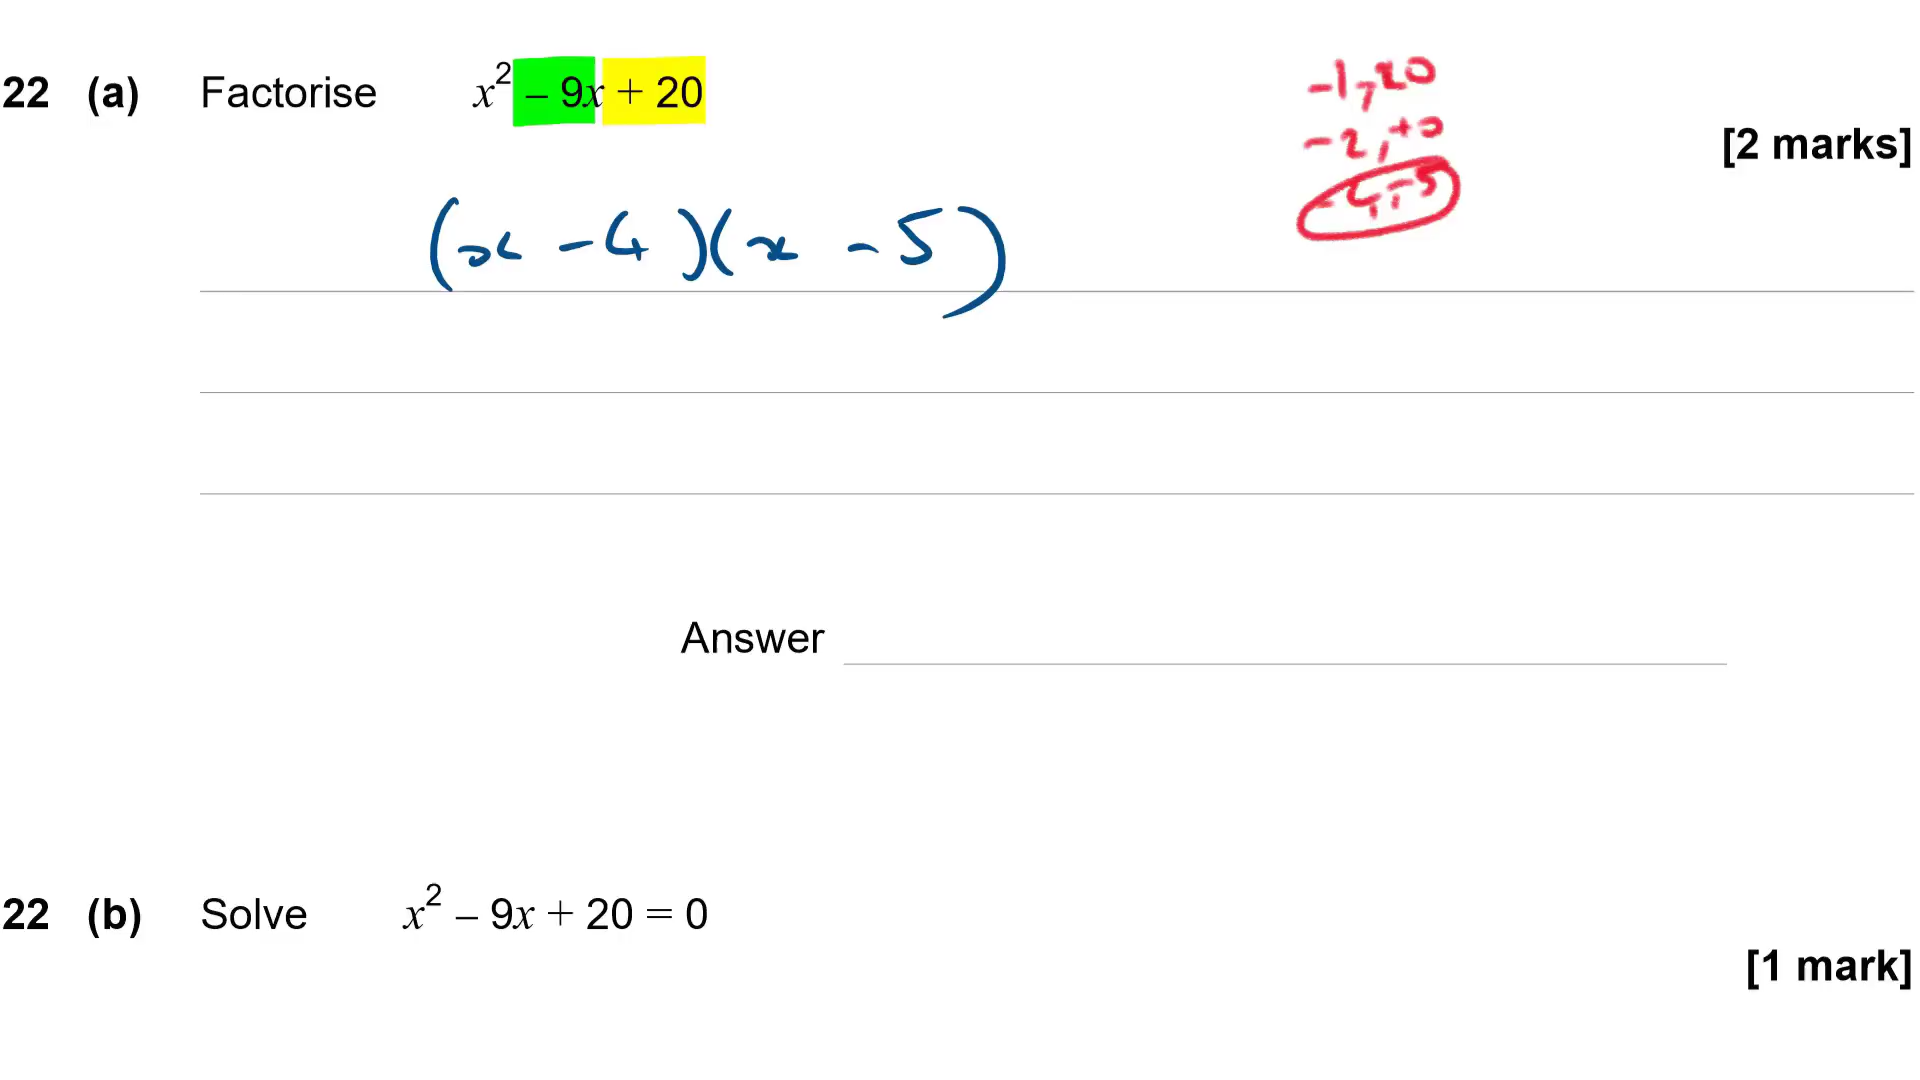 22 (a) Factorise x² – 9x + 20
-1, 20
[2 marks]
-2, +0
-4, -5
(x - 4)(x - 5)
Answer
22 (b) Solve x² – 9x + 20 = 0
[1 mark]